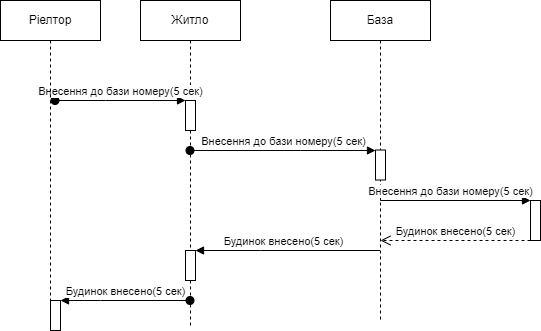 Ріелтор
Житло
База
Внесення до бази номеру(5 сек)
Внесення до бази номеру(5 сек)
Внесення до бази номеру(5 сек)
Будинок внесено(5 сек)
Будинок внесено(5 сек)
Будинок внесено(5 сек)